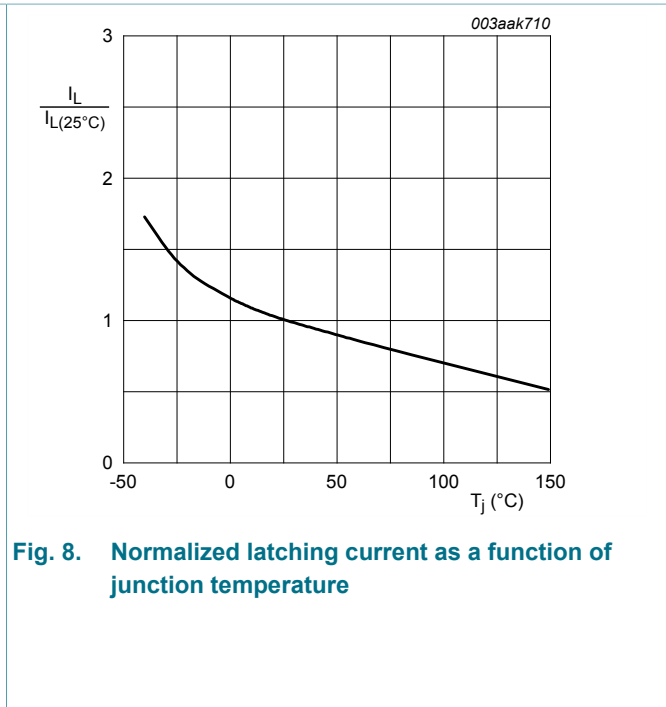 003aak710
3
I_L
I_L(25°C)
2
1
0
-50 0 50 100 150
T_j (°C)
Fig. 8. Normalized latching current as a function of
junction temperature